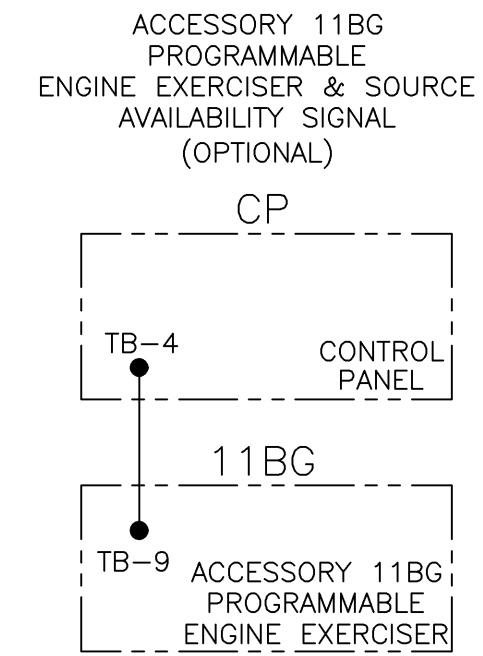 ACCESSORY 11BG
PROGRAMMABLE
ENGINE EXERCISER & SOURCE
AVAILABILITY SIGNAL
(OPTIONAL)
CP
TB-4
CONTROL
PANEL
11BG
TB-9
ACCESSORY 11BG
PROGRAMMABLE
ENGINE EXERCISER